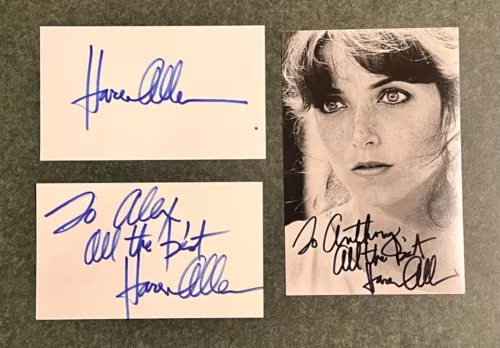 Karen Allen
To Alex
All the Best
Karen Allen
To Anthony,
All the Best
Karen Allen